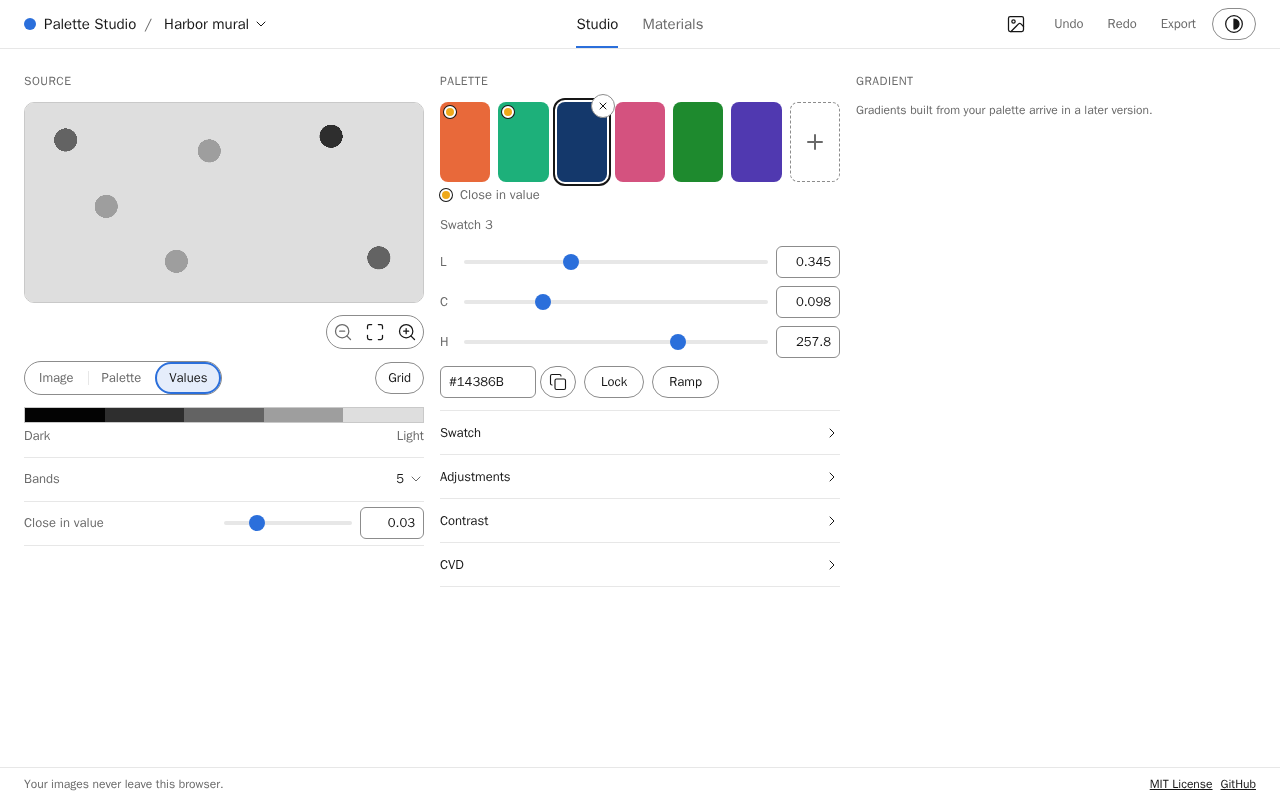 Palette Studio / Harbor mural
Studio Materials
Undo Redo Export
SOURCE
Image Palette Values
Grid
Dark Light
Bands 5
Close in value 0.03
PALETTE
Close in value
Swatch 3
L 0.345
C 0.098
H 257.8
#14386B Lock Ramp
Swatch
Adjustments
Contrast
CVD
GRADIENT
Gradients built from your palette arrive in a later version.
Your images never leave this browser.
MIT License GitHub